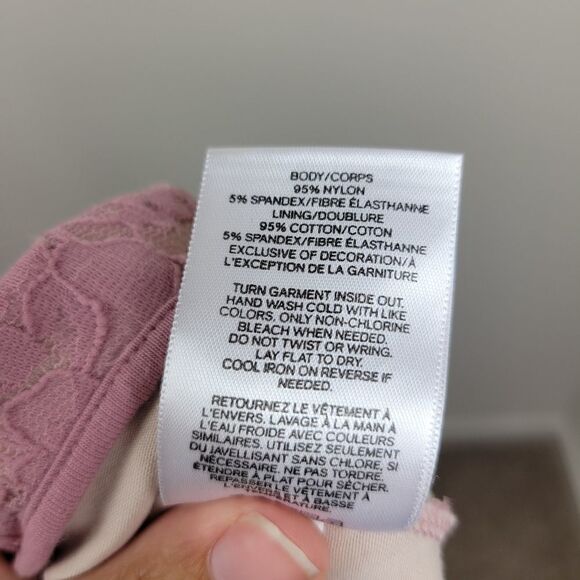 BODY/CORPS
95% NYLON
5% SPANDEX/FIBRE ÉLASTHANNE
LINING/DOUBLURE
95% COTTON/COTON
5% SPANDEX/FIBRE ÉLASTHANNE
EXCLUSIVE OF DECORATION/À
L'EXCEPTION DE LA GARNITURE
TURN GARMENT INSIDE OUT.
HAND WASH COLD WITH LIKE
COLORS. ONLY NON-CHLORINE
BLEACH WHEN NEEDED.
DO NOT TWIST OR WRING.
LAY FLAT TO DRY.
COOL IRON ON REVERSE IF
NEEDED.
RETOURNEZ LE VÊTEMENT À
L'ENVERS. LAVAGE À LA MAIN À
L'EAU FROIDE AVEC COULEURS
SIMILAIRES. UTILISEZ SEULEMENT
DU JAVELLISANT SANS CHLORE, SI
NÉCESSAIRE. NE PAS TORDRE.
ÉTENDRE À PLAT POUR SÉCHER.
REPASSER LE VÊTEMENT À
L'ENVERS ET À BASSE